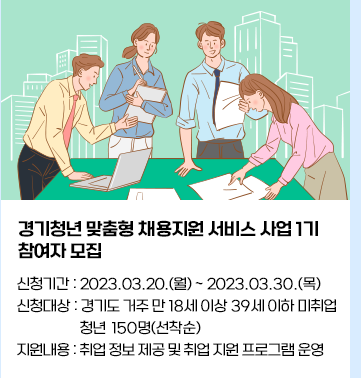 경기청년 맞춤형 채용지원 서비스 사업 1기
참여자 모집
신청기간 : 2023.03.20.(월) ~ 2023.03.30.(목)
신청대상 : 경기도 거주 만 18세 이상 39세 이하 미취업
청년 150명(선착순)
지원내용 : 취업 정보 제공 및 취업 지원 프로그램 운영